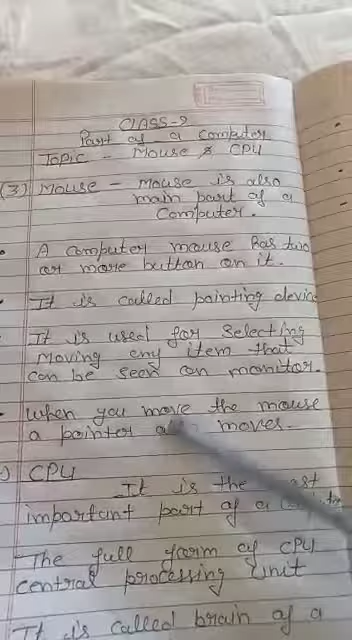 CLASS-2
Part of a Computer
Topic - Mouse & CPU
(3) Mouse - Mouse is also
main part of a
Computer.
A computer mouse has two
or more button on it.
It is called pointing device
It is used for Selecting
Moving any item that
can be seen on monitor.
When you move the mouse
a pointer moves.
CPU
It is the
important part of a
The full form of CPU
central processing Unit
It is called brain of a